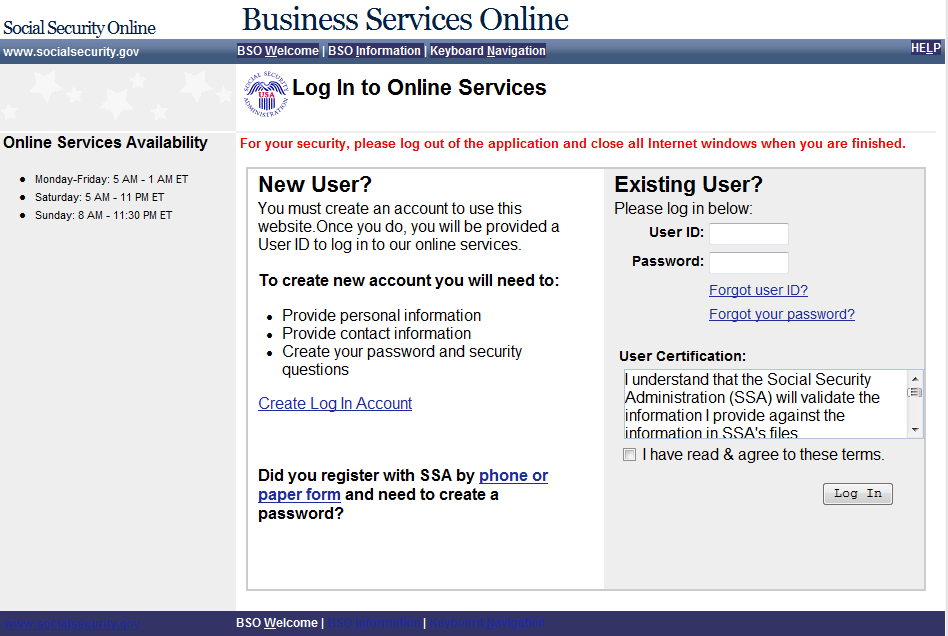 Social Security Online
Business Services Online
www.socialsecurity.gov
BSO Welcome | BSO Information | Keyboard Navigation
HELP
SOCIAL SECURITY ADMINISTRATION
USA
Log In to Online Services
Online Services Availability
• Monday-Friday: 5 AM - 1 AM ET
• Saturday: 5 AM - 11 PM ET
• Sunday: 8 AM - 11:30 PM ET
For your security, please log out of the application and close all Internet windows when you are finished.
New User?
You must create an account to use this
website.Once you do, you will be provided a
User ID to log in to our online services.
To create new account you will need to:
• Provide personal information
• Provide contact information
• Create your password and security
questions
Create Log In Account
Did you register with SSA by phone or
paper form and need to create a
password?
Existing User?
Please log in below:
User ID:
Password:
Forgot user ID?
Forgot your password?
User Certification:
I understand that the Social Security
Administration (SSA) will validate the
information I provide against the
information in SSA's files
I have read & agree to these terms.
Log In
www.socialsecurity.gov
BSO Welcome | BSO Information | Keyboard Navigation